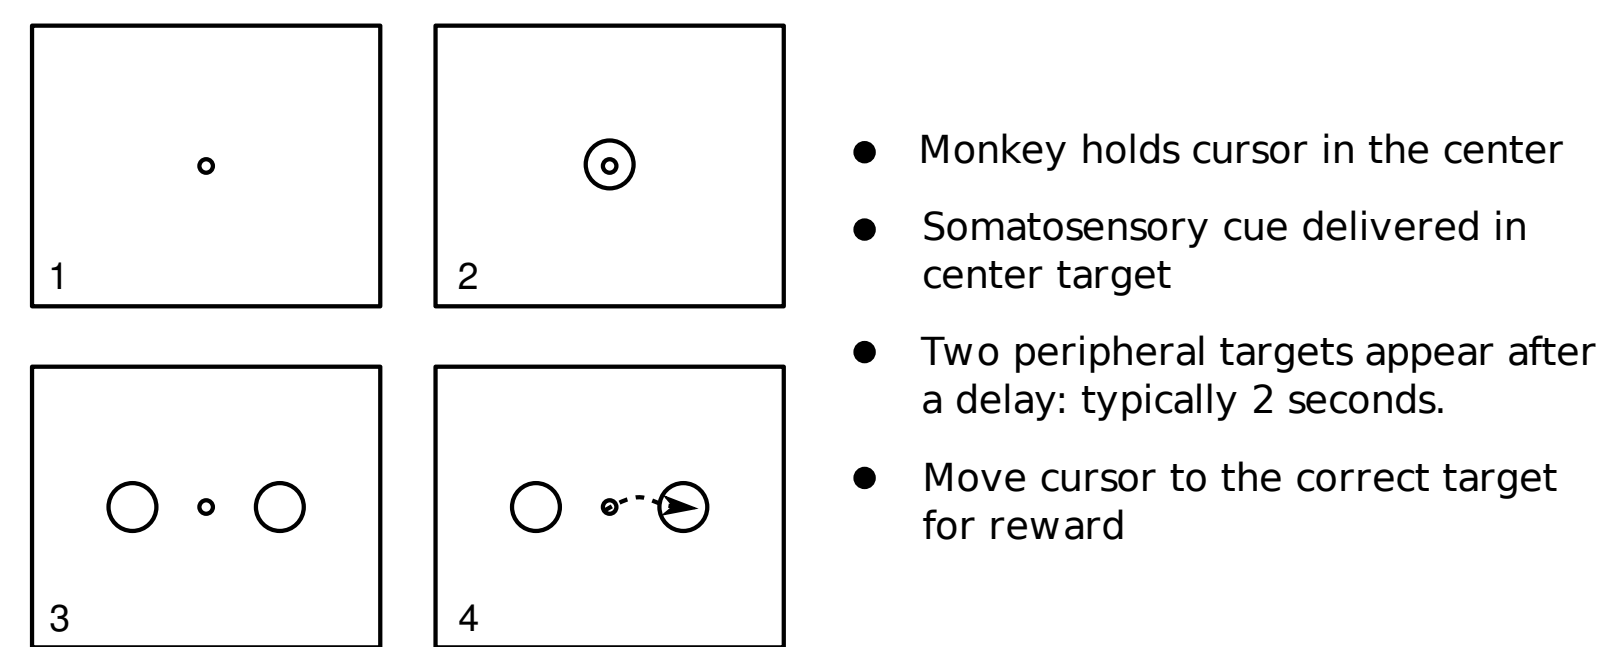 1
2
3
4
● Monkey holds cursor in the center
● Somatosensory cue delivered in
center target
● Two peripheral targets appear after
a delay: typically 2 seconds.
● Move cursor to the correct target
for reward